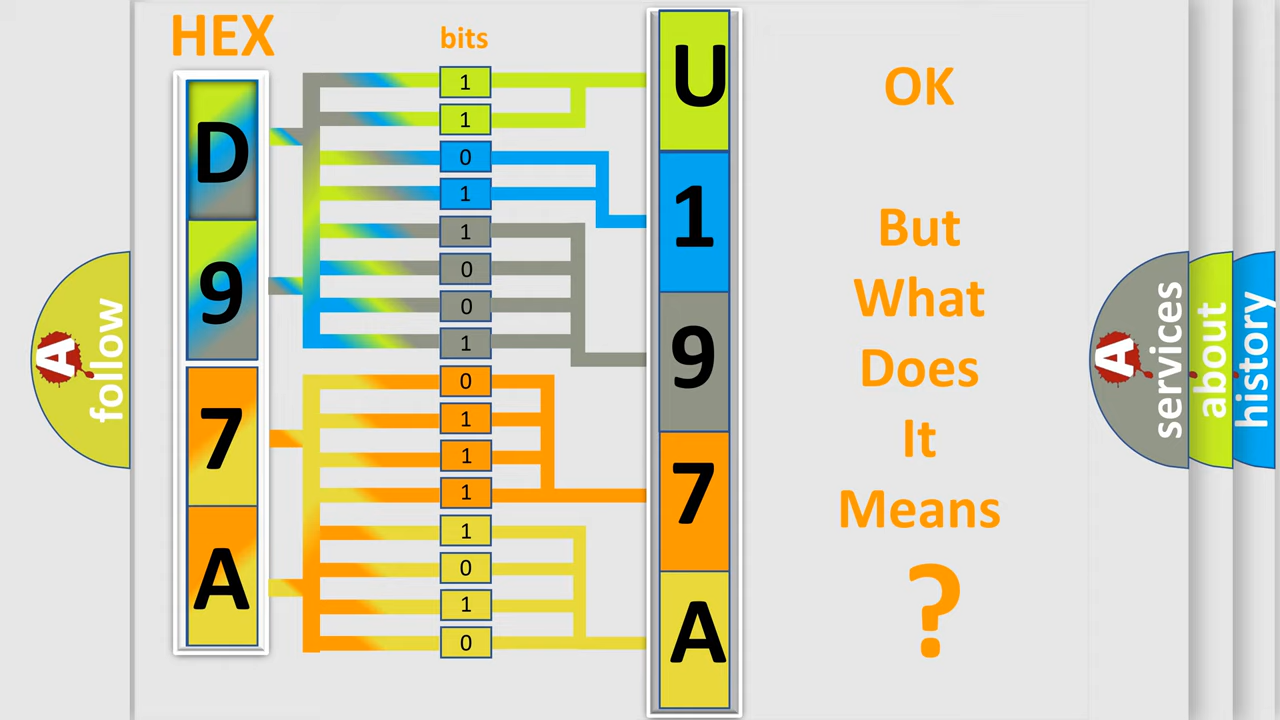 HEX
bits
D
9
7
A
1
1
0
1
1
0
0
1
0
1
1
1
1
0
1
0
U
1
9
7
A
OK
But
What
Does
It
Means
?
A follow
A services
about
history